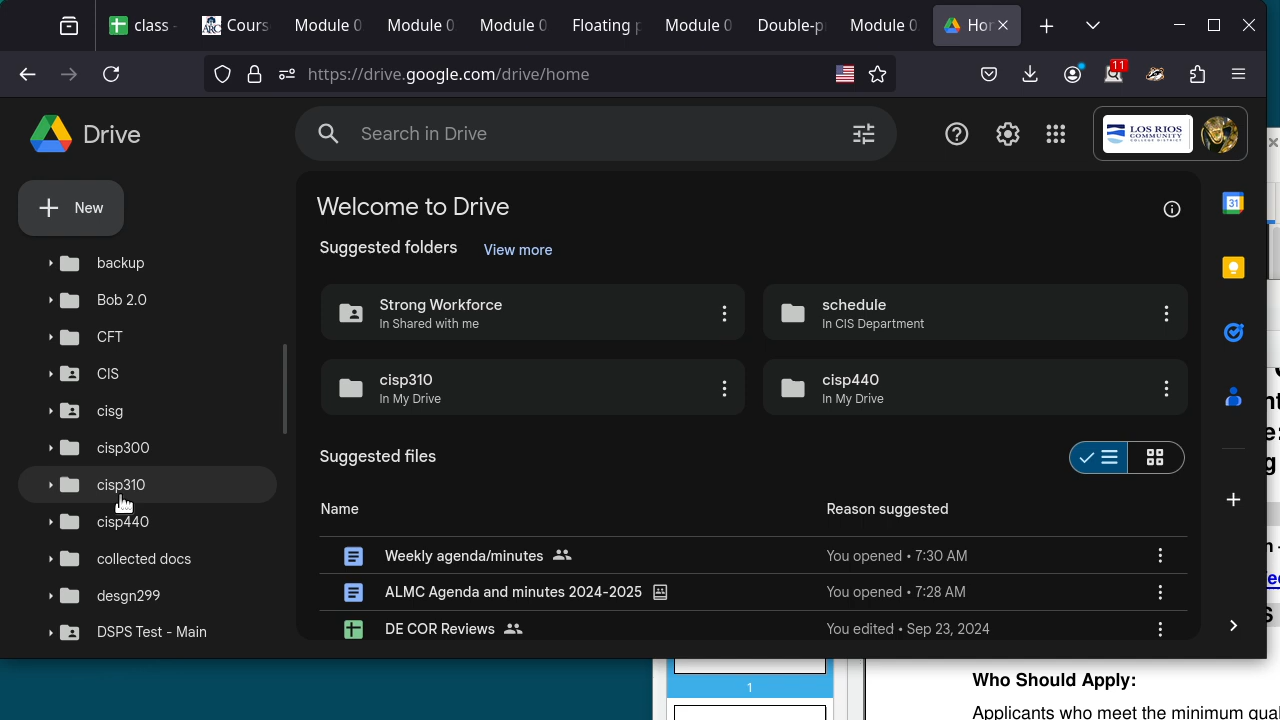 class
Cours
Module 0
Module 0
Module 0
Floating p
Module 0
Double-p
Module 0
Hor
https://drive.google.com/drive/home
11
Drive
Search in Drive
LOS RIOS
COMMUNITY
COLLEGE DISTRICT
New
Welcome to Drive
Suggested folders
View more
backup
Bob 2.0
CFT
CIS
cisg
cisp300
cisp310
cisp440
collected docs
desgn299
DSPS Test - Main
Strong Workforce
In Shared with me
schedule
In CIS Department
cisp310
In My Drive
cisp440
In My Drive
Suggested files
Name
Reason suggested
Weekly agenda/minutes
You opened • 7:30 AM
ALMC Agenda and minutes 2024-2025
You opened • 7:28 AM
DE COR Reviews
You edited • Sep 23, 2024
31
1
Who Should Apply:
Applicants who meet the minimum qual